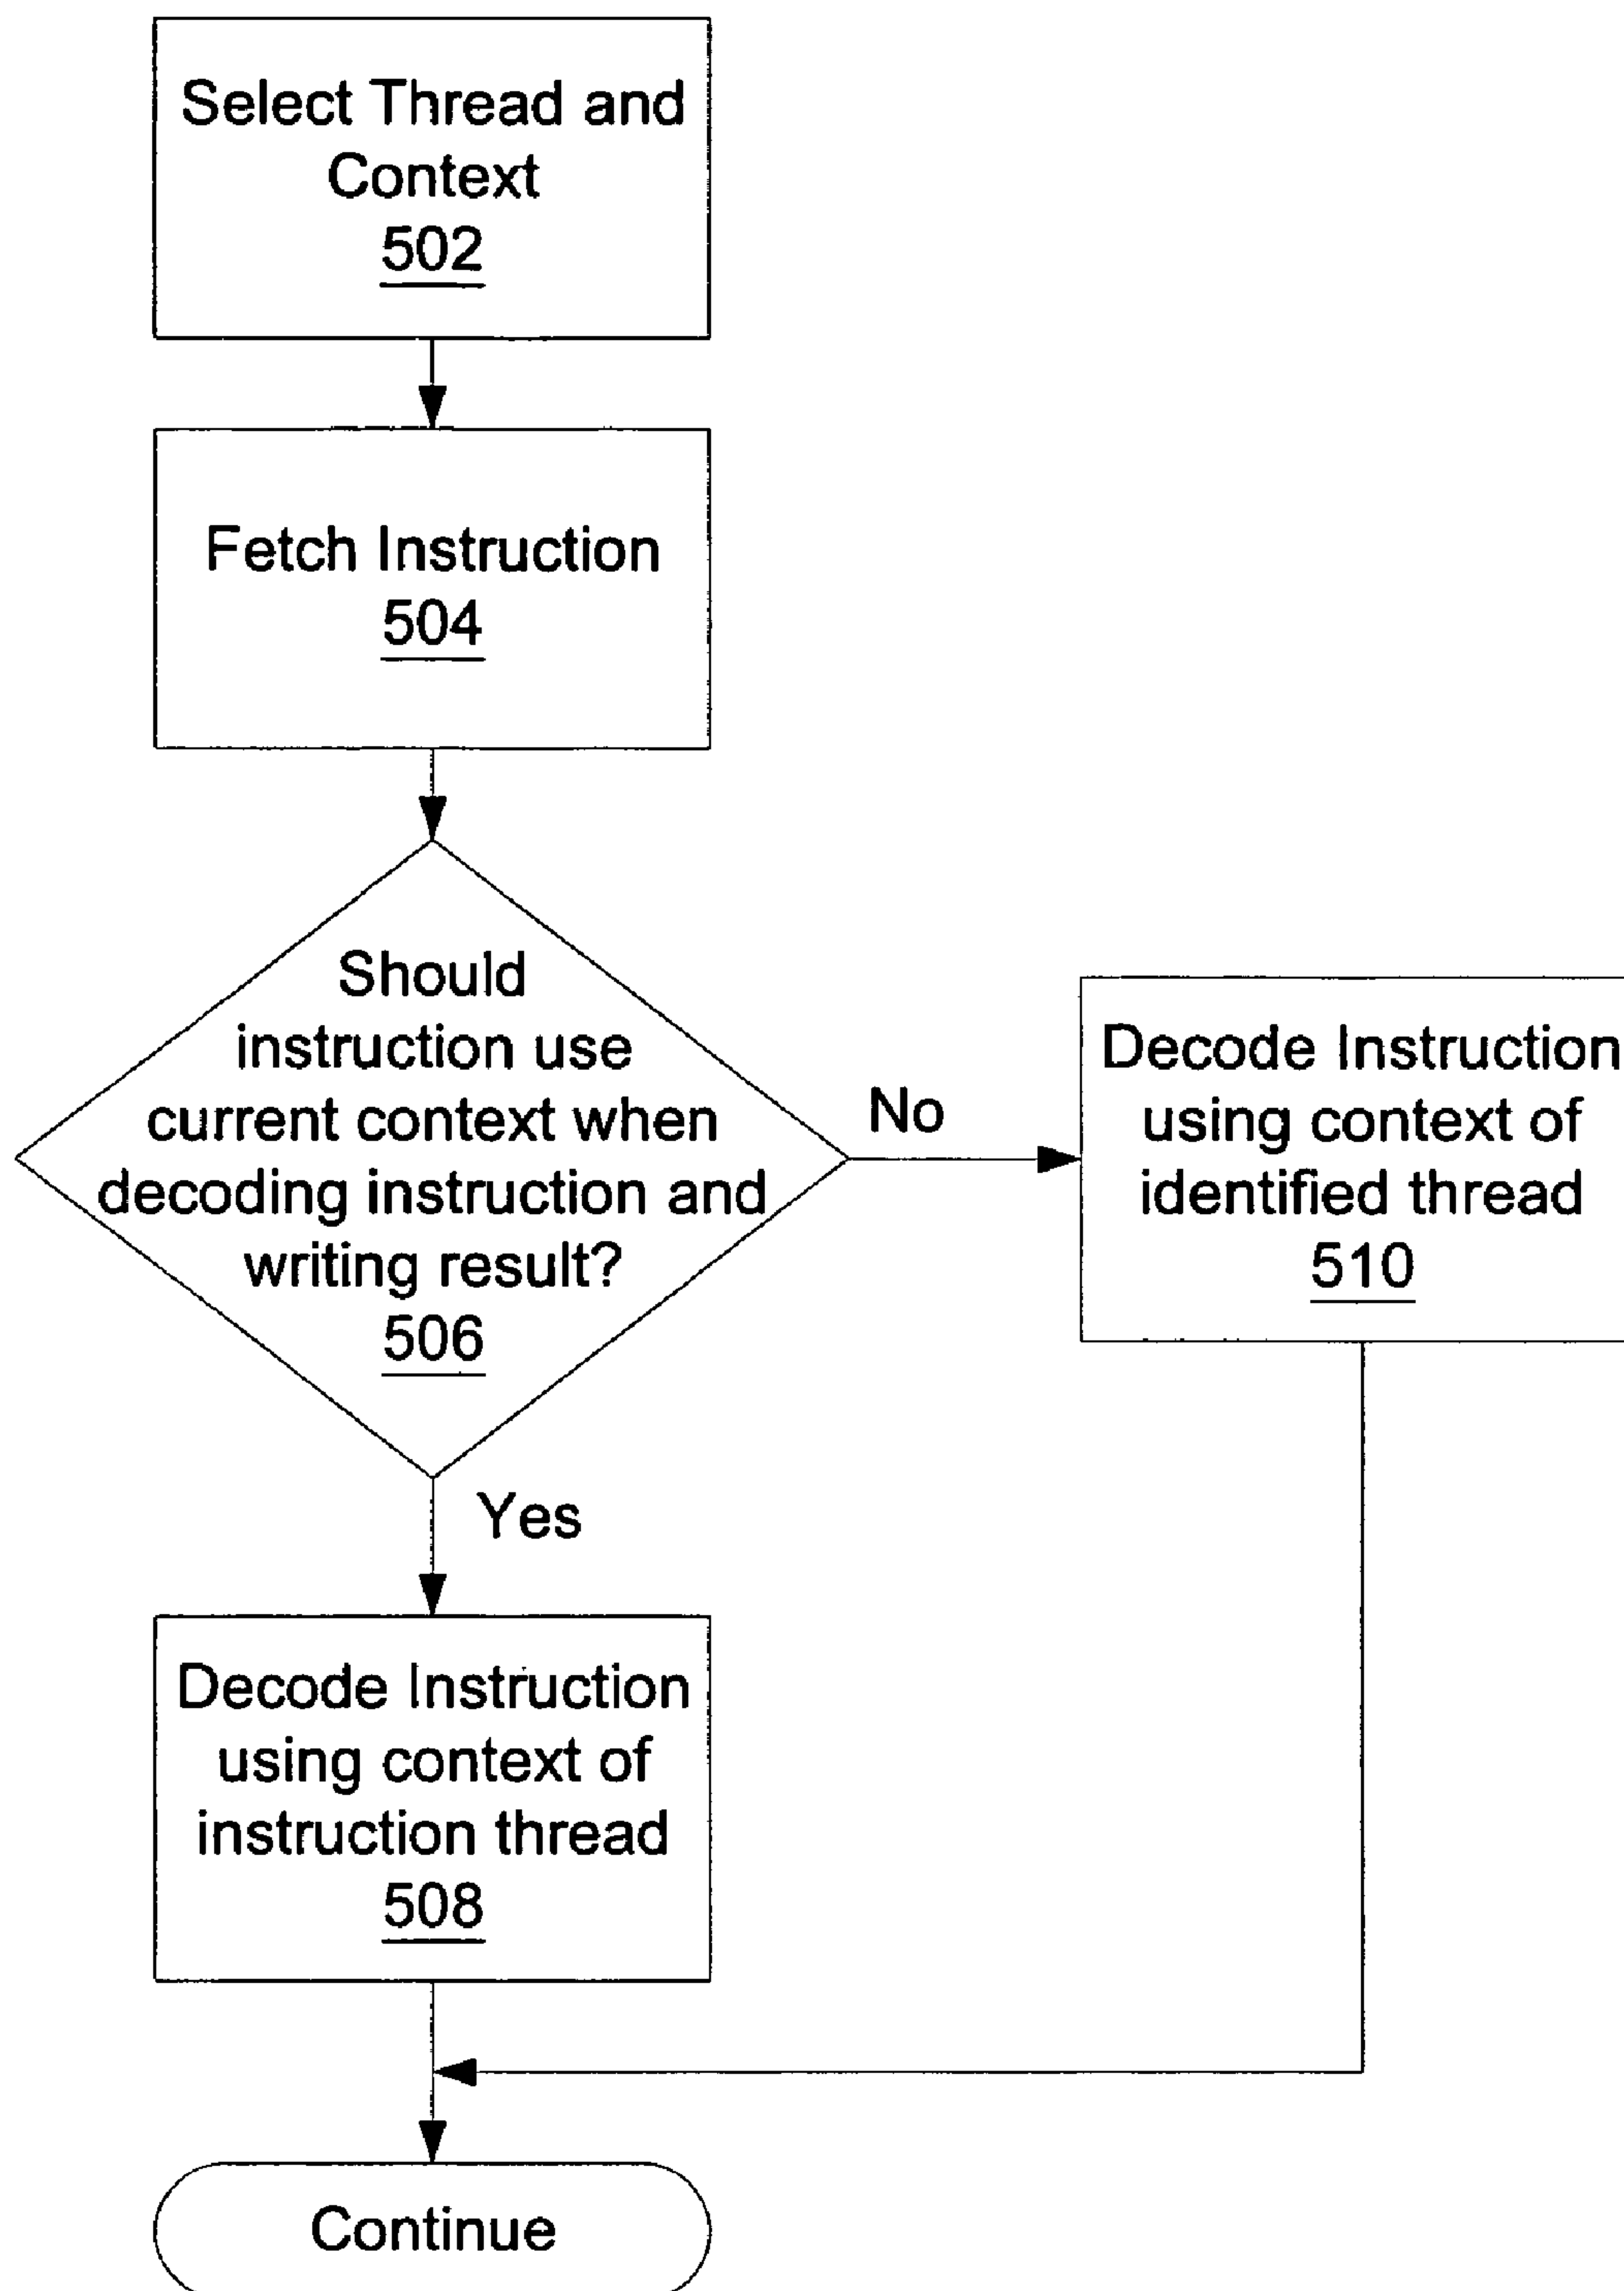 Select Thread and
Context
502
Fetch Instruction
504
Should
instruction use
current context when
decoding instruction and
writing result?
506
No
Decode Instruction
using context of
identified thread
510
Yes
Decode Instruction
using context of
instruction thread
508
Continue